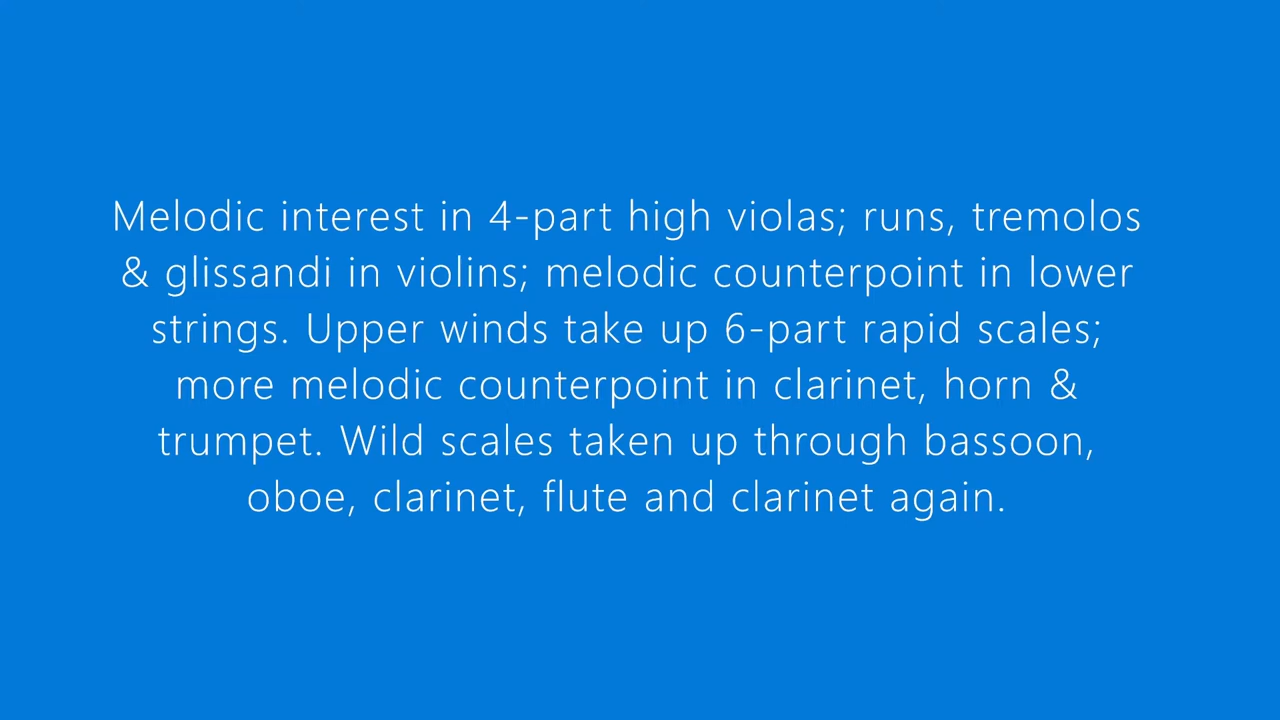 Melodic interest in 4-part high violas; runs, tremolos
& glissandi in violins; melodic counterpoint in lower
strings. Upper winds take up 6-part rapid scales;
more melodic counterpoint in clarinet, horn &
trumpet. Wild scales taken up through bassoon,
oboe, clarinet, flute and clarinet again.